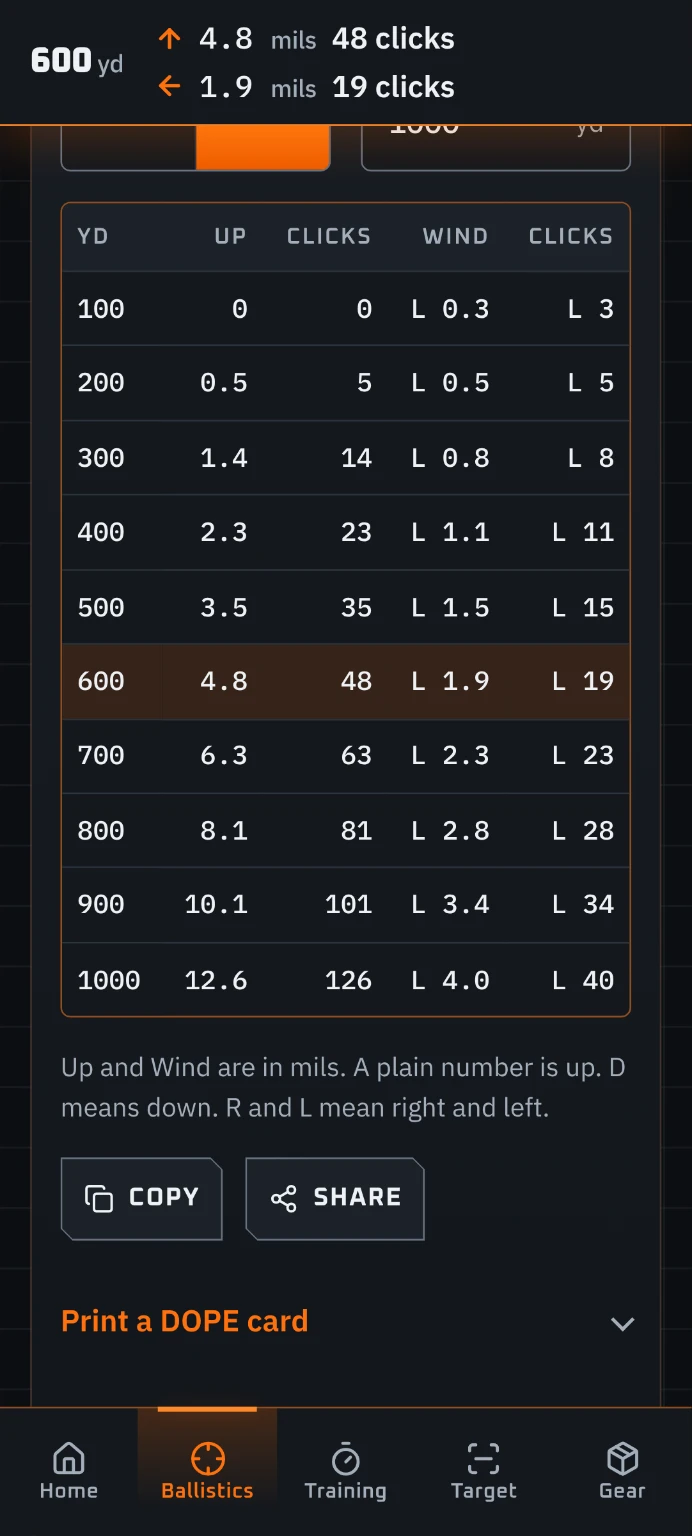 600 yd
↑ 4.8 mils 48 clicks
← 1.9 mils 19 clicks
1000 yd
YD UP CLICKS WIND CLICKS
100 0 0 L 0.3 L 3
200 0.5 5 L 0.5 L 5
300 1.4 14 L 0.8 L 8
400 2.3 23 L 1.1 L 11
500 3.5 35 L 1.5 L 15
600 4.8 48 L 1.9 L 19
700 6.3 63 L 2.3 L 23
800 8.1 81 L 2.8 L 28
900 10.1 101 L 3.4 L 34
1000 12.6 126 L 4.0 L 40
Up and Wind are in mils. A plain number is up. D
means down. R and L mean right and left.
COPY SHARE
Print a DOPE card
Home Ballistics Training Target Gear